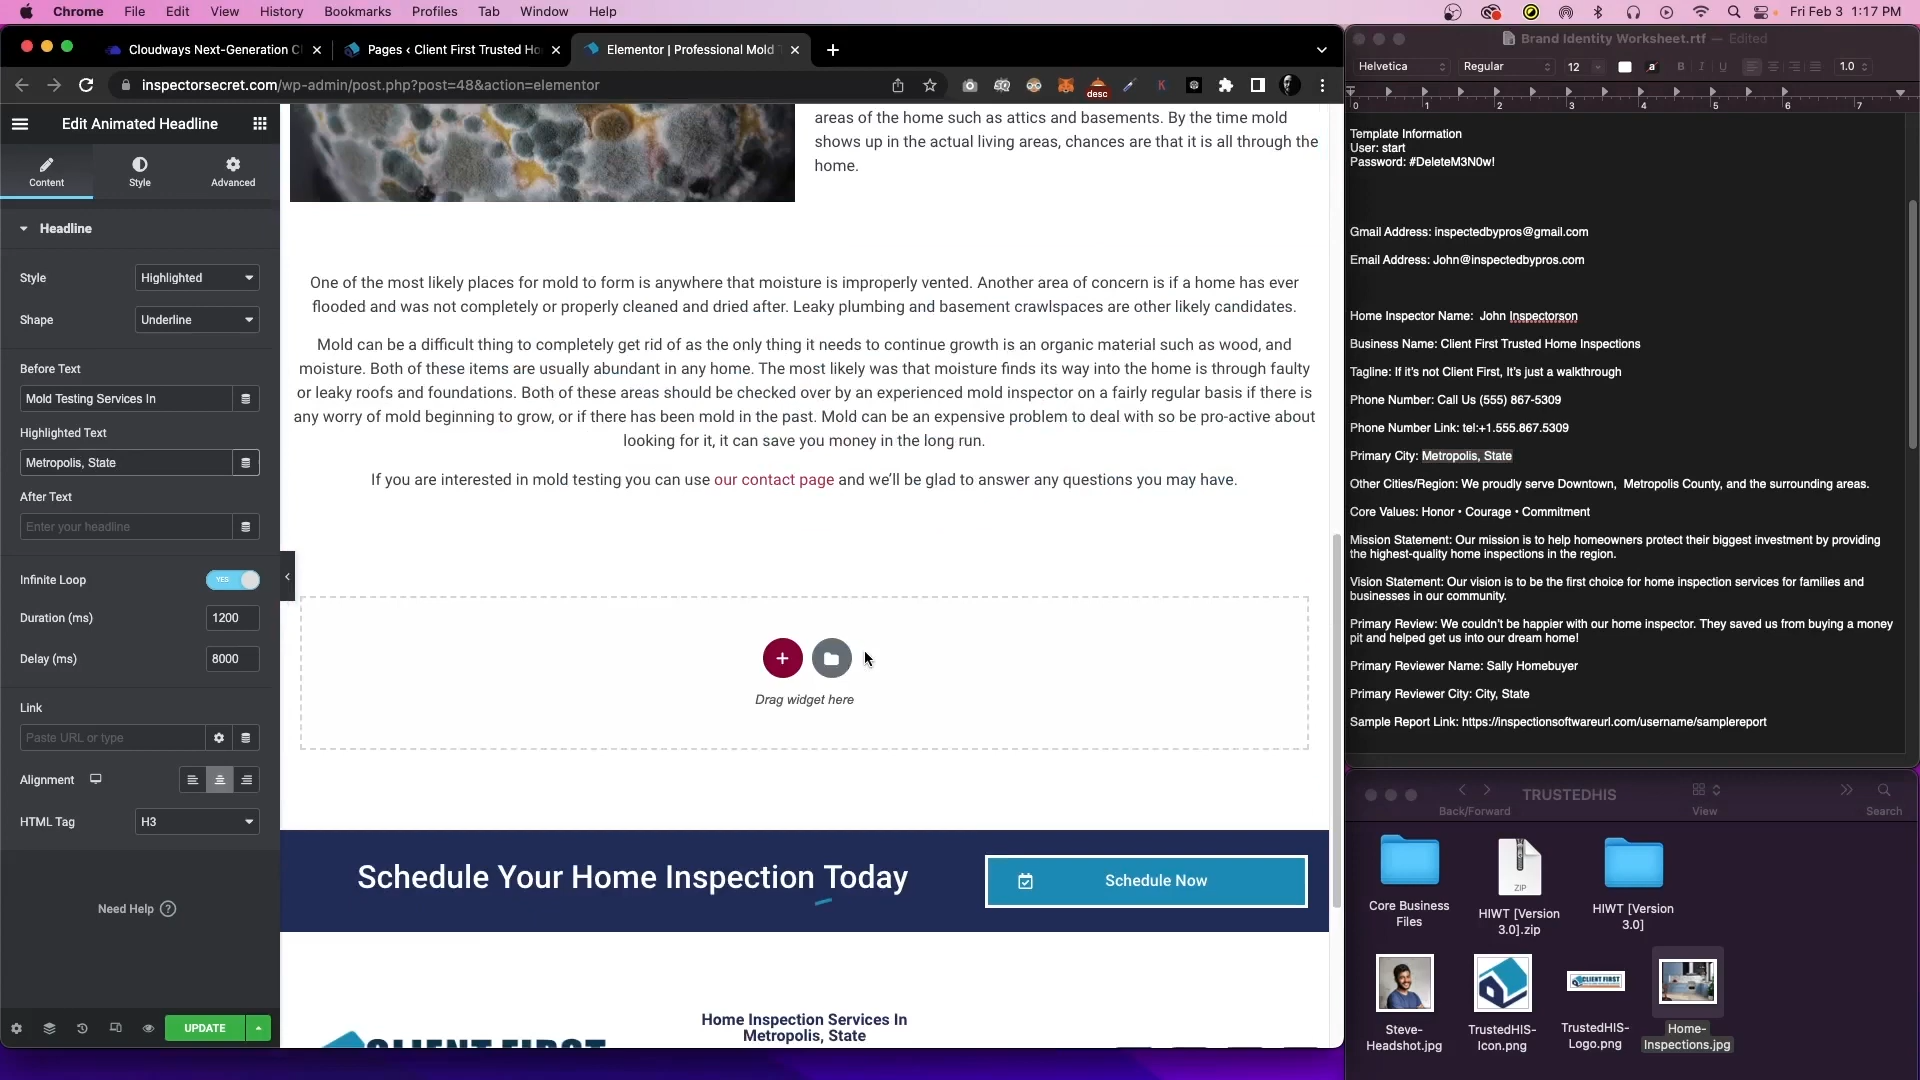 Chrome File Edit View History Bookmarks Profiles Tab Window Help
Fri Feb 3 1:17 PM
Cloudways Next-Generation C
Pages ‹ Client First Trusted Ho
Elementor | Professional Mold T
inspectorsecret.com/wp-admin/post.php?post=48&action=elementor
desc
Edit Animated Headline
Content
Style
Advanced
Headline
Style
Highlighted
Shape
Underline
Before Text
Mold Testing Services In
Highlighted Text
Metropolis, State
After Text
Enter your headline
Infinite Loop
YES
Duration (ms)
1200
Delay (ms)
8000
Link
Paste URL or type
Alignment
HTML Tag
H3
Need Help
UPDATE
areas of the home such as attics and basements. By the time mold
shows up in the actual living areas, chances are that it is all through the
home.
One of the most likely places for mold to form is anywhere that moisture is improperly vented. Another area of concern is if a home has ever
flooded and was not completely or properly cleaned and dried after. Leaky plumbing and basement crawlspaces are other likely candidates.
Mold can be a difficult thing to completely get rid of as the only thing it needs to continue growth is an organic material such as wood, and
moisture. Both of these items are usually abundant in any home. The most likely was that moisture finds its way into the home is through faulty
or leaky roofs and foundations. Both of these areas should be checked over by an experienced mold inspector on a fairly regular basis if there is
any worry of mold beginning to grow, or if there has been mold in the past. Mold can be an expensive problem to deal with so be pro-active about
looking for it, it can save you money in the long run.
If you are interested in mold testing you can use our contact page and we’ll be glad to answer any questions you may have.
Drag widget here
Schedule Your Home Inspection Today
Schedule Now
CLIENT FIRST
Home Inspection Services In
Metropolis, State
Brand Identity Worksheet.rtf — Edited
Helvetica
Regular
12
a
B I U
1.0
0 1 2 3 4 5 6 7
Template Information
User: start
Password: #DeleteM3N0w!
Gmail Address: inspectedbypros@gmail.com
Email Address: John@inspectedbypros.com
Home Inspector Name: John Inspectorson
Business Name: Client First Trusted Home Inspections
Tagline: If it's not Client First, It's just a walkthrough
Phone Number: Call Us (555) 867-5309
Phone Number Link: tel:+1.555.867.5309
Primary City: Metropolis, State
Other Cities/Region: We proudly serve Downtown, Metropolis County, and the surrounding areas.
Core Values: Honor • Courage • Commitment
Mission Statement: Our mission is to help homeowners protect their biggest investment by providing
the highest-quality home inspections in the region.
Vision Statement: Our vision is to be the first choice for home inspection services for families and
businesses in our community.
Primary Review: We couldn't be happier with our home inspector. They saved us from buying a money
pit and helped get us into our dream home!
Primary Reviewer Name: Sally Homebuyer
Primary Reviewer City: City, State
Sample Report Link: https://inspectionsoftwareurl.com/username/samplereport
TRUSTEDHIS
Back/Forward
View
Search
Core Business
Files
ZIP
HIWT [Version
3.0].zip
HIWT [Version
3.0]
CLIENT FIRST
Steve-
Headshot.jpg
TrustedHIS-
Icon.png
TrustedHIS-
Logo.png
Home-
Inspections.jpg